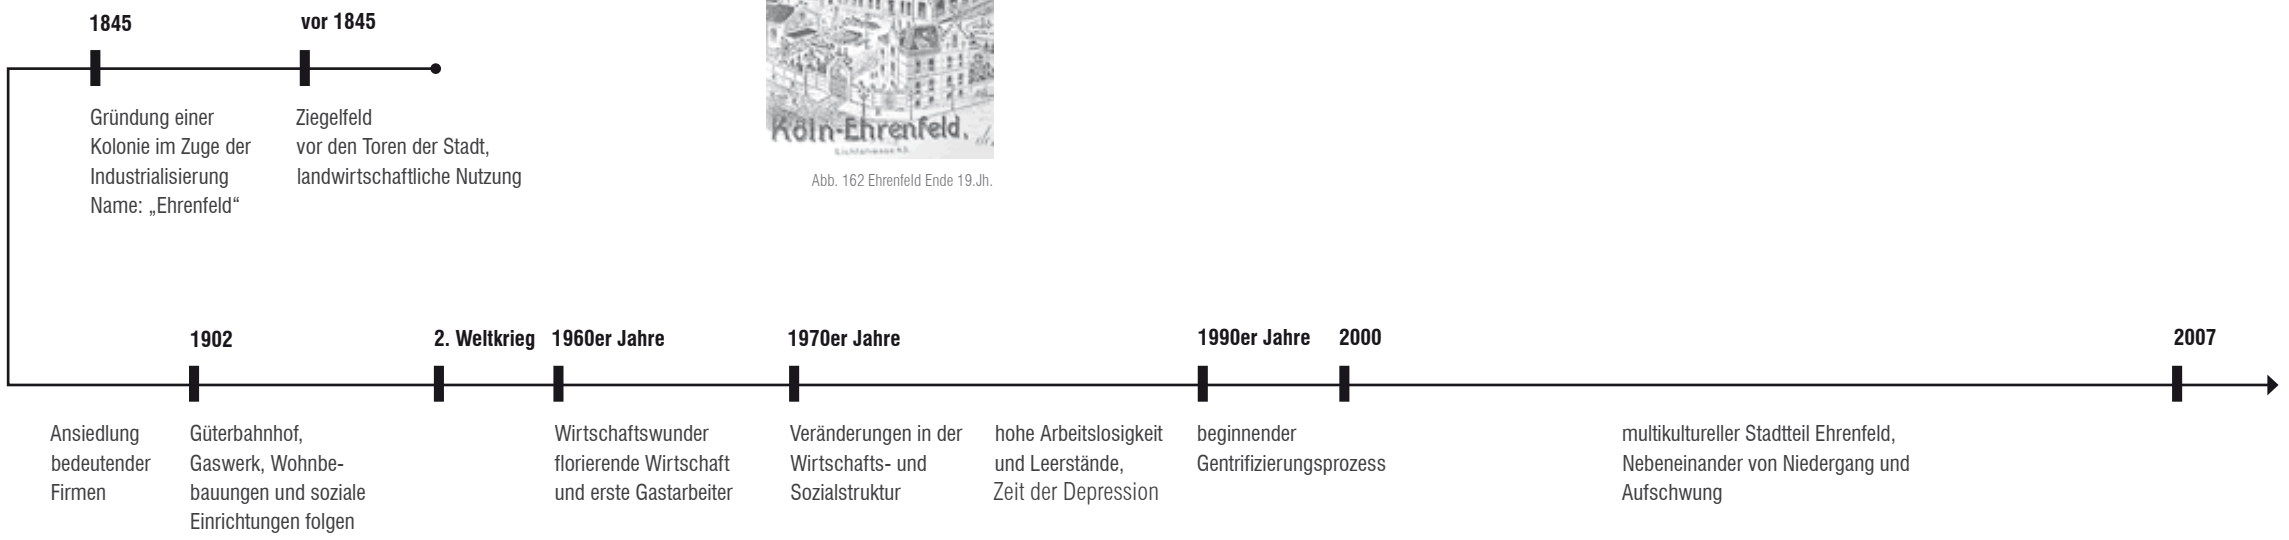 1845
vor 1845
Gründung einer
Kolonie im Zuge der
Industrialisierung
Name: „Ehrenfeld“
Ziegelfeld
vor den Toren der Stadt,
landwirtschaftliche Nutzung
Köln-Ehrenfeld.
Abb. 162 Ehrenfeld Ende 19.Jh.
1902
2. Weltkrieg
1960er Jahre
1970er Jahre
1990er Jahre
2000
2007
Ansiedlung
bedeutender
Firmen
Güterbahnhof,
Gaswerk, Wohnbe-
bauungen und soziale
Einrichtungen folgen
Wirtschaftswunder
florierende Wirtschaft
und erste Gastarbeiter
Veränderungen in der
Wirtschafts- und
Sozialstruktur
hohe Arbeitslosigkeit
und Leerstände,
Zeit der Depression
beginnender
Gentrifizierungsprozess
multikultureller Stadtteil Ehrenfeld,
Nebeneinander von Niedergang und
Aufschwung